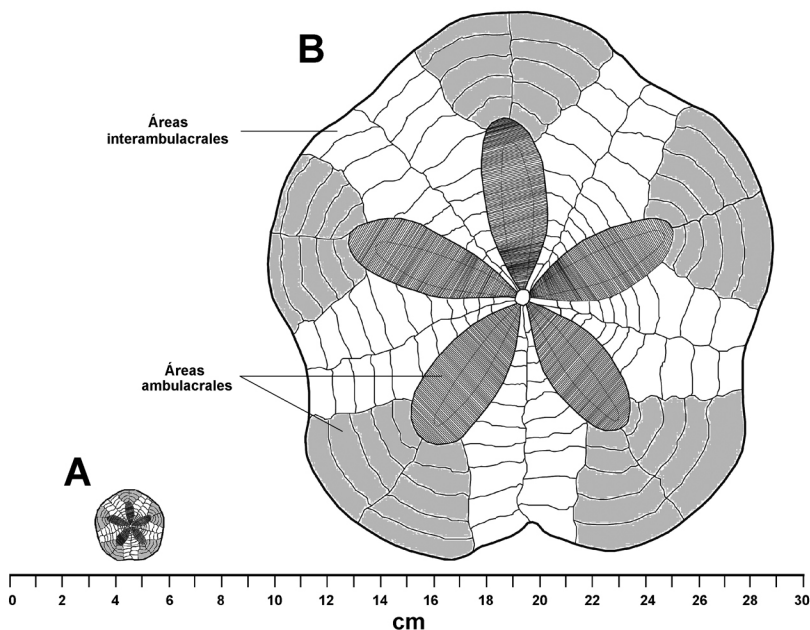 B
Áreas
interambulacrales
Áreas
ambulacrales
A
0 2 4 6 8 10 12 14 16 18 20 22 24 26 28 30
cm